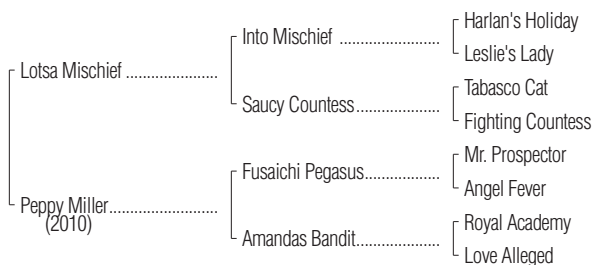 Harlan's Holiday
Into Mischief ........................
Leslie's Lady
Lotsa Mischief ......................
Tabasco Cat
Saucy Countess....................
Fighting Countess
Mr. Prospector
Fusaichi Pegasus..................
Angel Fever
Peppy Miller..........................
(2010)
Royal Academy
Amandas Bandit....................
Love Alleged